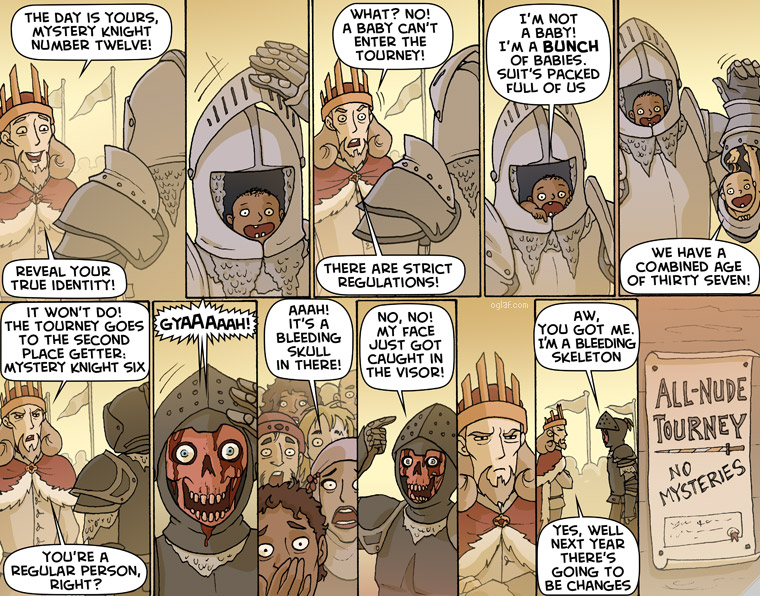 THE DAY IS YOURS,
MYSTERY KNIGHT
NUMBER TWELVE!
REVEAL YOUR
TRUE IDENTITY!
WHAT? NO!
A BABY CAN'T
ENTER THE
TOURNEY!
THERE ARE STRICT
REGULATIONS!
I'M NOT
A BABY!
I'M A BUNCH
OF BABIES.
SUIT'S PACKED
FULL OF US
WE HAVE A
COMBINED AGE
OF THIRTY SEVEN!
IT WON'T DO!
THE TOURNEY GOES
TO THE SECOND
PLACE GETTER:
MYSTERY KNIGHT SIX
YOU'RE A
REGULAR PERSON,
RIGHT?
GYAAAAAH!
AAAH!
IT'S A
BLEEDING
SKULL
IN THERE!
NO, NO!
MY FACE
JUST GOT
CAUGHT IN
THE VISOR!
oglaf.com
AW,
YOU GOT ME.
I'M A BLEEDING
SKELETON
YES, WELL
NEXT YEAR
THERE'S
GOING TO
BE CHANGES
ALL-NUDE
TOURNEY
NO
MYSTERIES